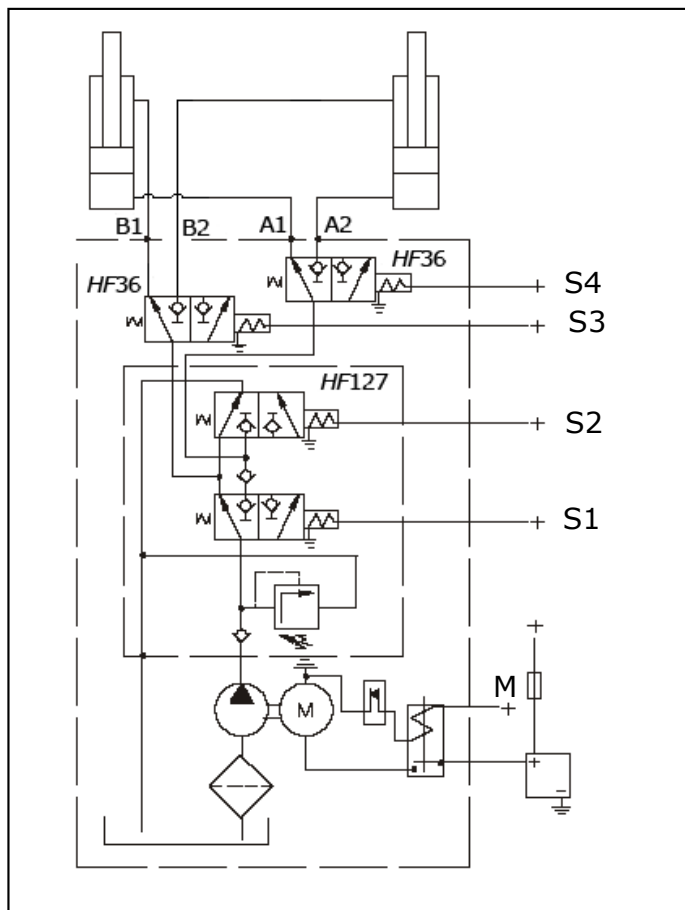 B1
B2
A1
A2
HF36
HF36
S4
S3
HF127
S2
S1
M
M
+
+
+
+
+
+
+
−